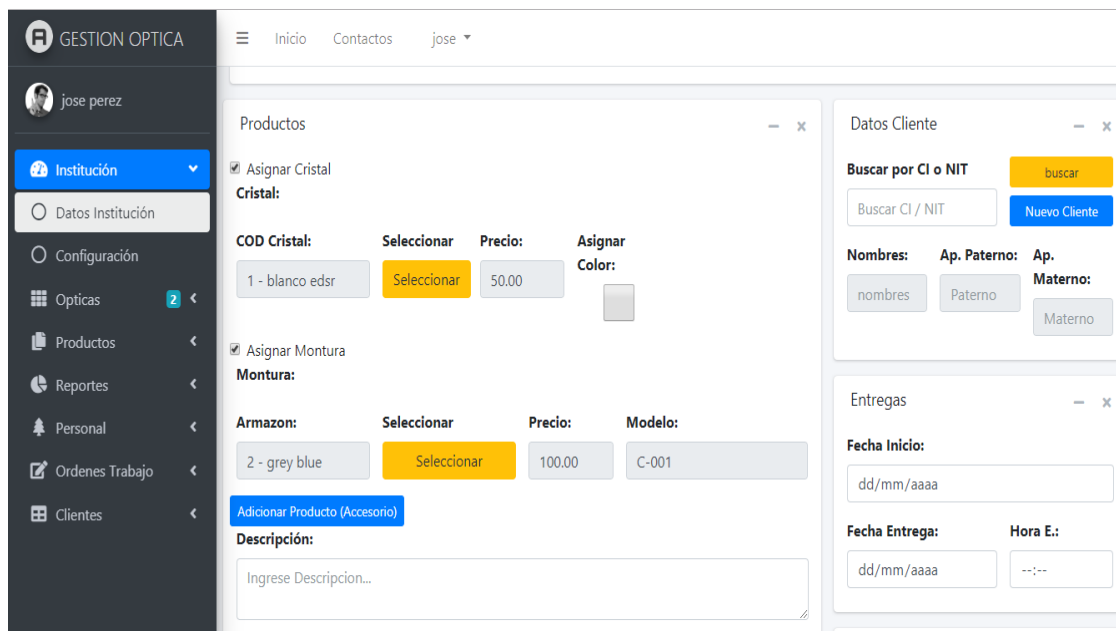 GESTION OPTICA
jose perez
Institución
Datos Institución
Configuración
Opticas 2
Productos
Reportes
Personal
Ordenes Trabajo
Clientes
Inicio Contactos jose
Productos
Asignar Cristal
Cristal:
COD Cristal: Seleccionar Precio: Asignar Color:
1 - blanco edsr Seleccionar 50.00
Asignar Montura
Montura:
Armazon: Seleccionar Precio: Modelo:
2 - grey blue Seleccionar 100.00 C-001
Adicionar Producto (Accesorio)
Descripción:
Ingrese Descripcion...
Datos Cliente
Buscar por CI o NIT buscar
Buscar CI / NIT Nuevo Cliente
Nombres: Ap. Paterno: Ap. Materno:
nombres Paterno Materno
Entregas
Fecha Inicio:
dd/mm/aaaa
Fecha Entrega: Hora E.:
dd/mm/aaaa --:--